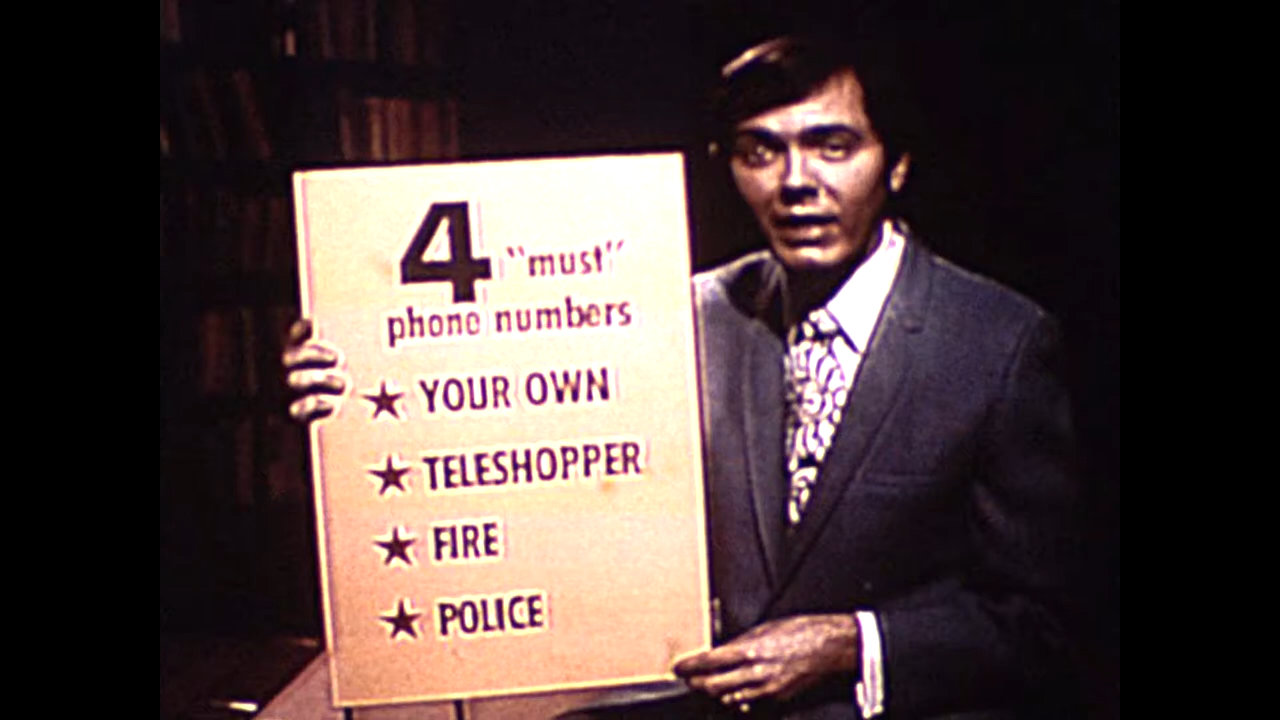 4 "must"
phone numbers
★ YOUR OWN
★ TELESHOPPER
★ FIRE
★ POLICE